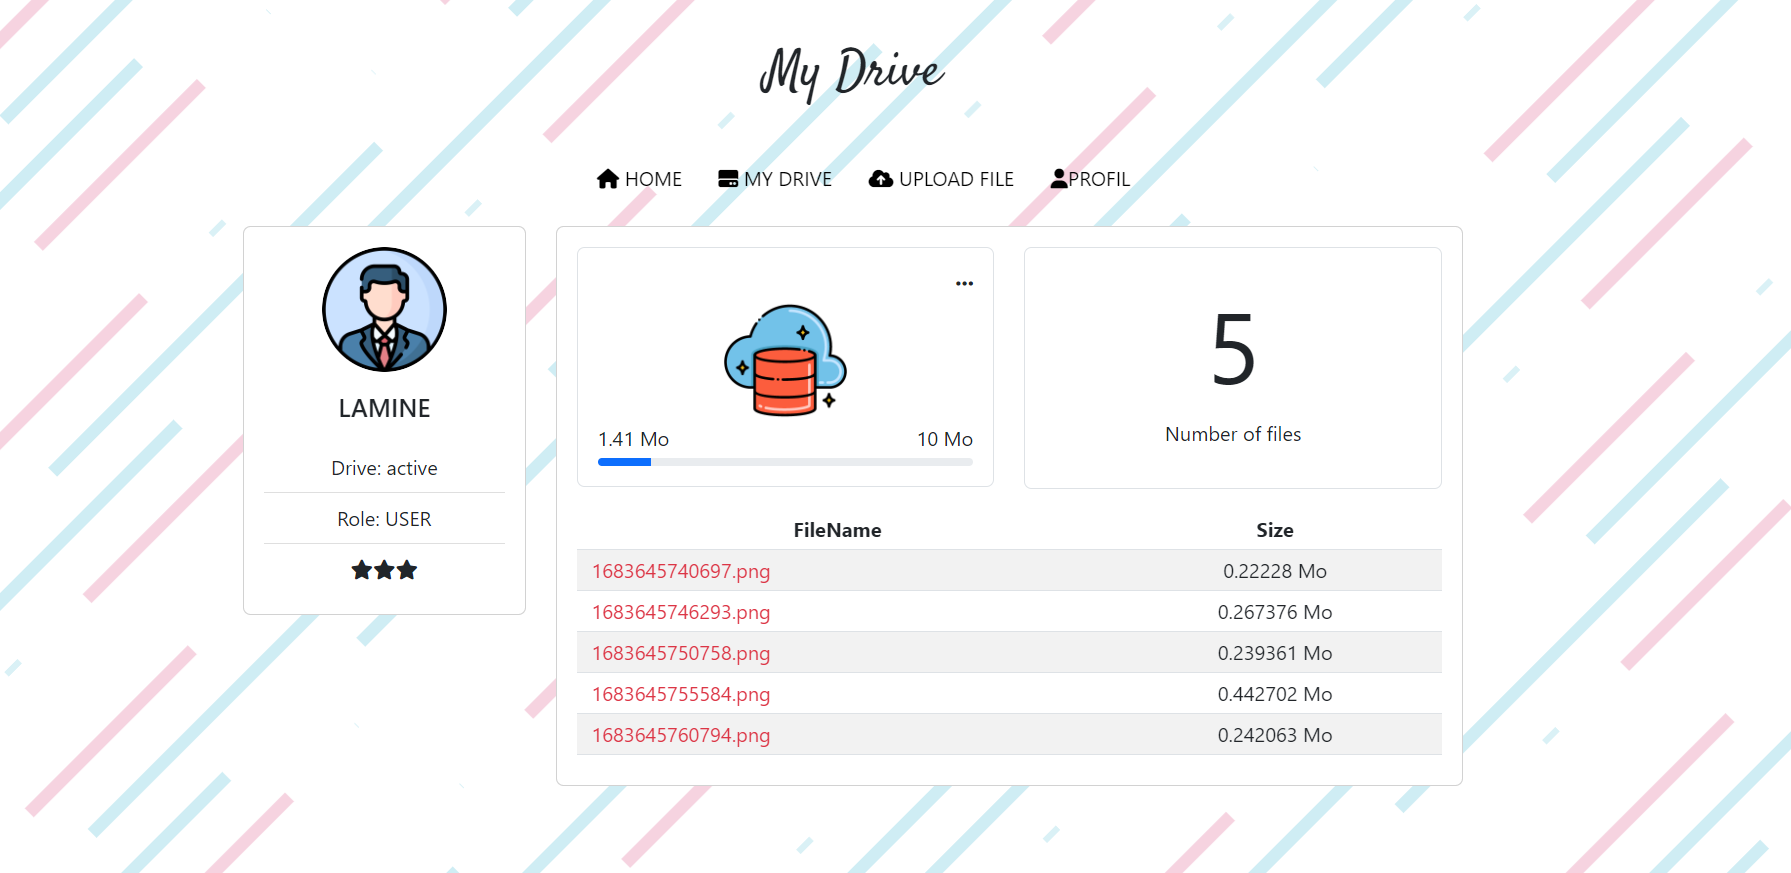 My Drive
HOME MY DRIVE UPLOAD FILE PROFIL
LAMINE
Drive: active
Role: USER
1.41 Mo 10 Mo
5
Number of files
FileName Size
1683645740697.png 0.22228 Mo
1683645746293.png 0.267376 Mo
1683645750758.png 0.239361 Mo
1683645755584.png 0.442702 Mo
1683645760794.png 0.242063 Mo